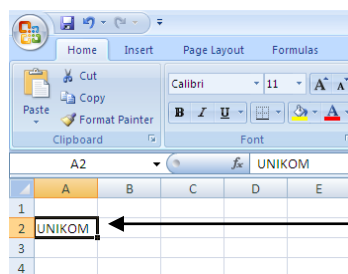 Home Insert Page Layout Formulas
Cut
Copy
Paste
Format Painter
Clipboard
Calibri 11 A A
B I U A
Font
A2 fx UNIKOM
A B C D E
1
2 UNIKOM
3
4